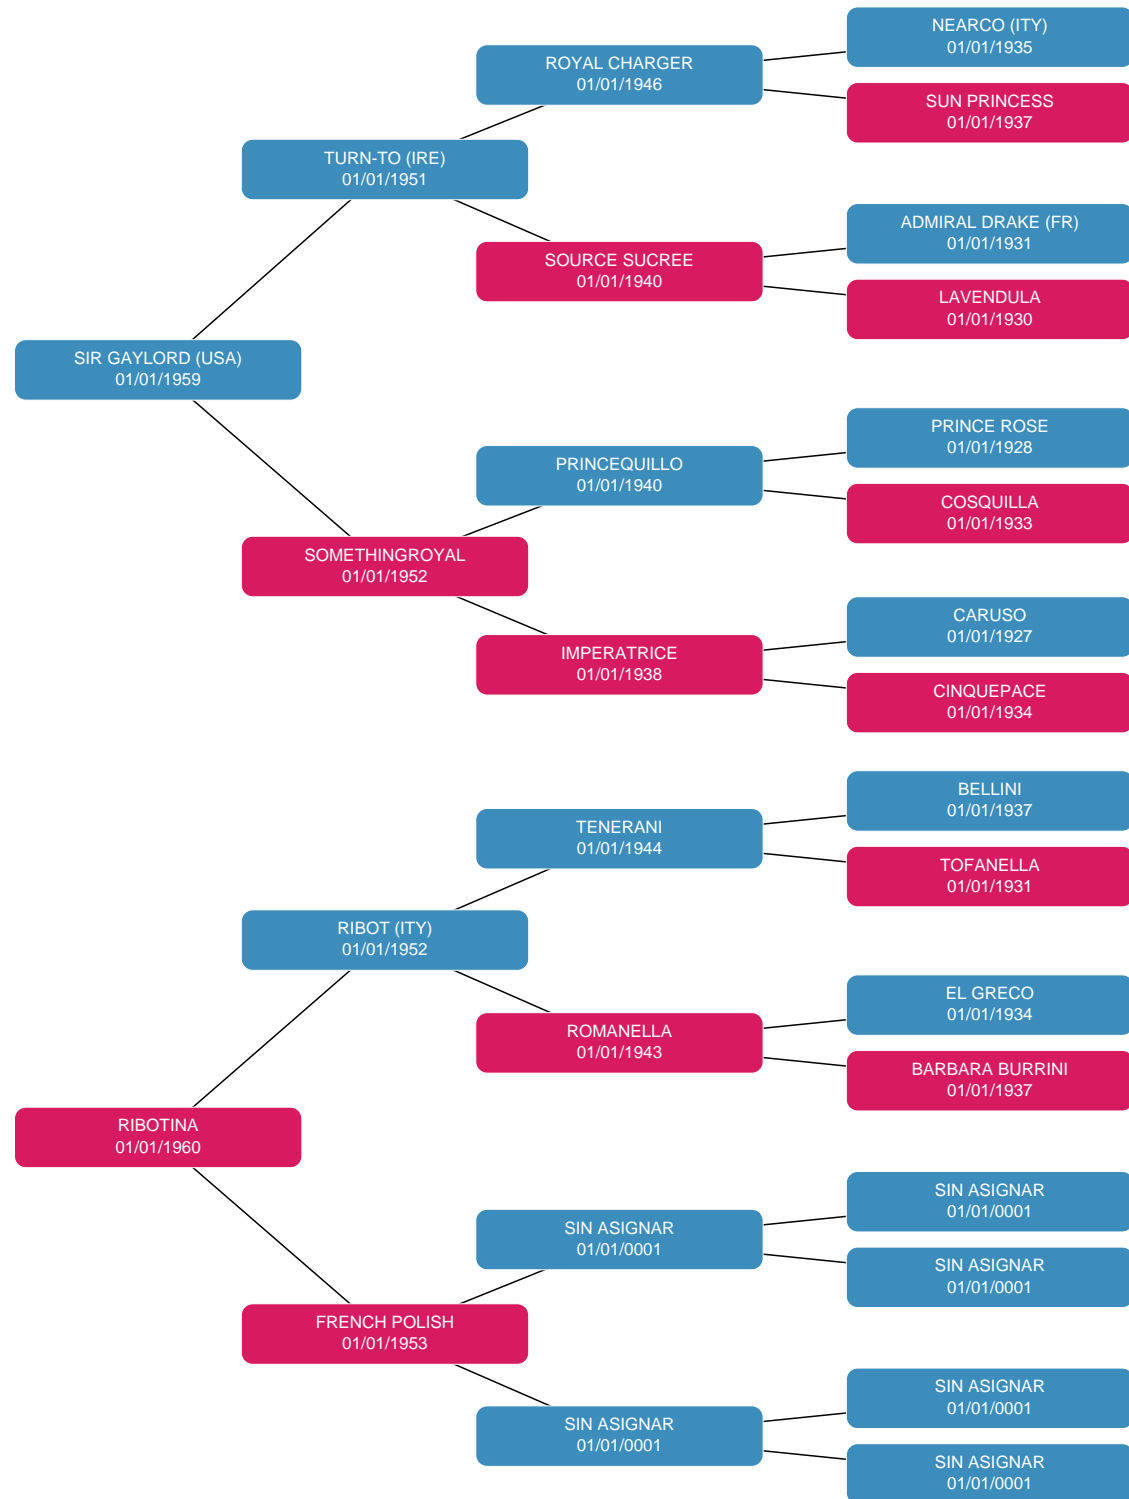 NEARCO (ITY)
01/01/1935
ROYAL CHARGER
01/01/1946
SUN PRINCESS
01/01/1937
TURN-TO (IRE)
01/01/1951
ADMIRAL DRAKE (FR)
01/01/1931
SOURCE SUCREE
01/01/1940
LAVENDULA
01/01/1930
SIR GAYLORD (USA)
01/01/1959
PRINCE ROSE
01/01/1928
PRINCEQUILLO
01/01/1940
COSQUILLA
01/01/1933
SOMETHINGROYAL
01/01/1952
CARUSO
01/01/1927
IMPERATRICE
01/01/1938
CINQUEPACE
01/01/1934
BELLINI
01/01/1937
TENERANI
01/01/1944
TOFANELLA
01/01/1931
RIBOT (ITY)
01/01/1952
EL GRECO
01/01/1934
ROMANELLA
01/01/1943
BARBARA BURRINI
01/01/1937
RIBOTINA
01/01/1960
SIN ASIGNAR
01/01/0001
SIN ASIGNAR
01/01/0001
SIN ASIGNAR
01/01/0001
FRENCH POLISH
01/01/1953
SIN ASIGNAR
01/01/0001
SIN ASIGNAR
01/01/0001
SIN ASIGNAR
01/01/0001